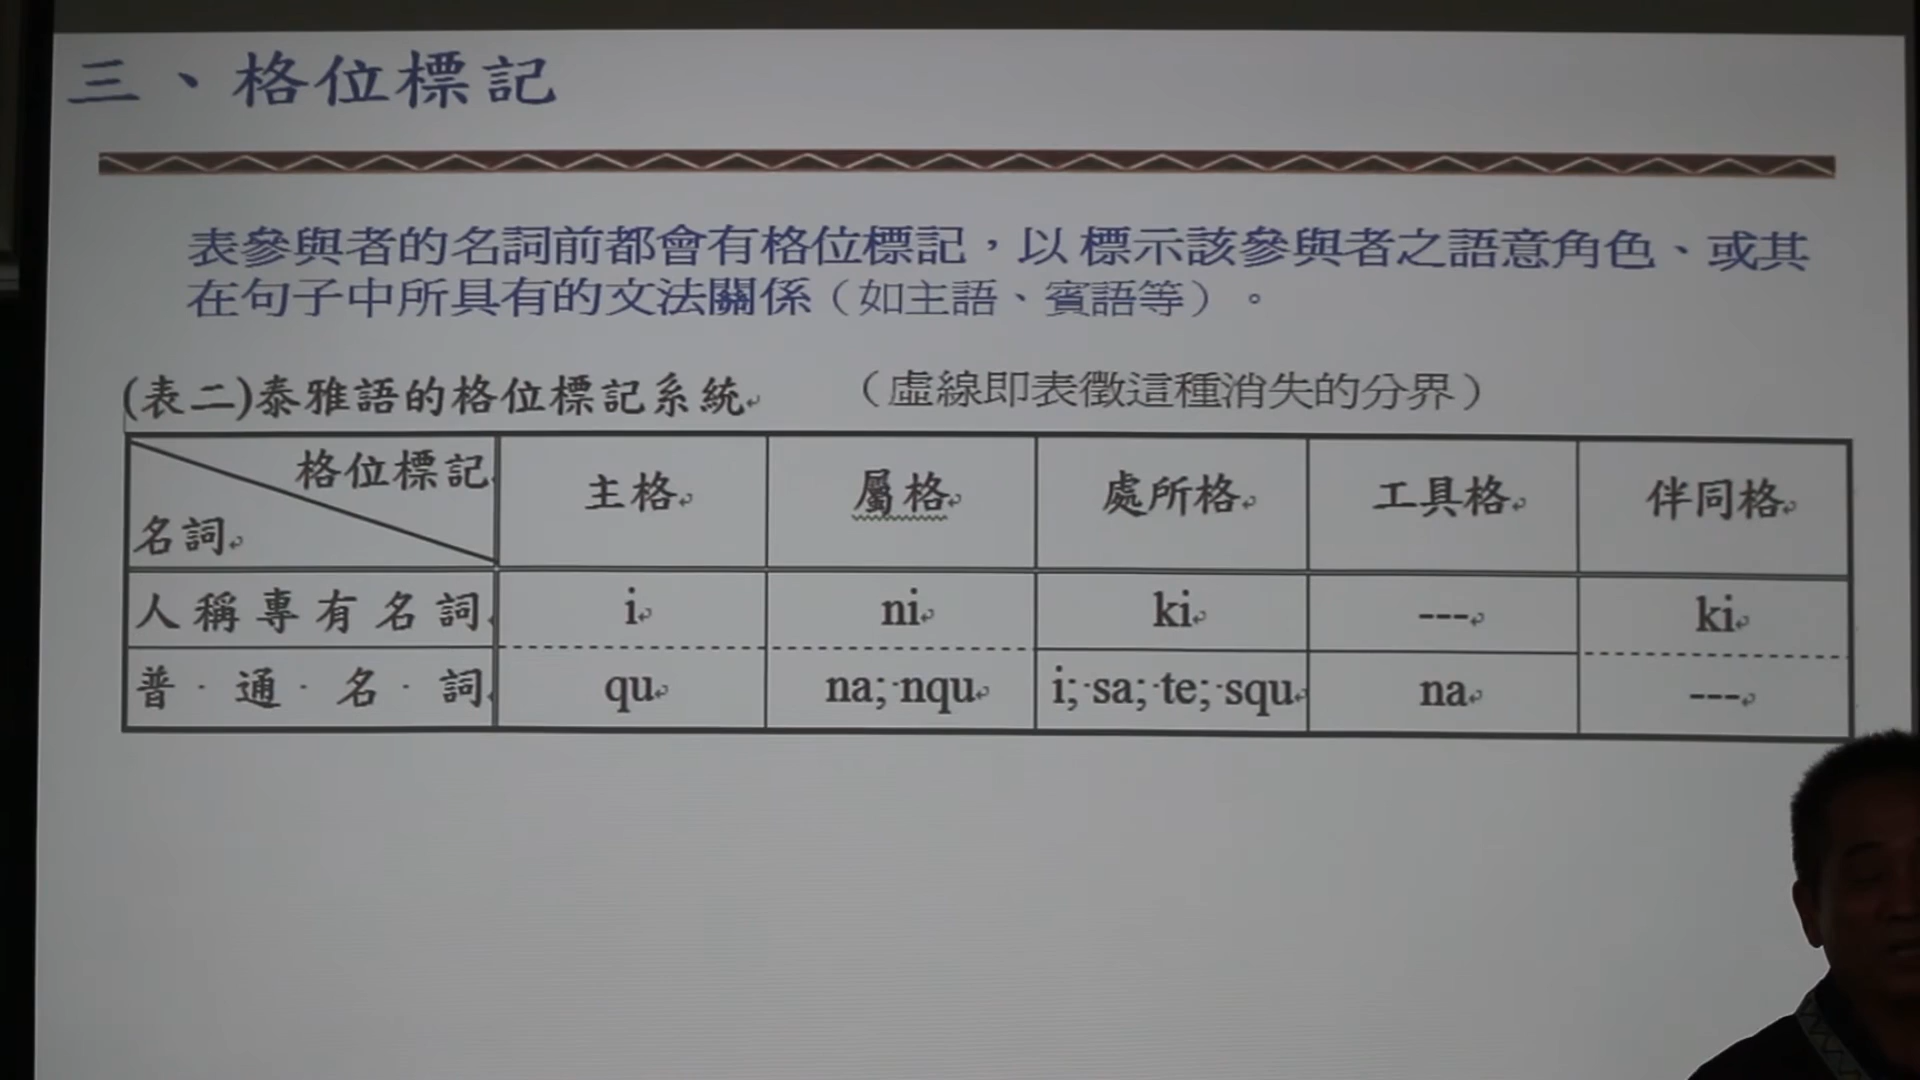 三、格位標記
表參與者的名詞前都會有格位標記，以 標示該參與者之語意角色、或其
在句子中所具有的文法關係（如主語、賓語等）。
(表二)泰雅語的格位標記系統 （虛線即表徵這種消失的分界）
格位標記 主格 屬格 處所格 工具格 伴同格
名詞
人稱專有名詞 i ni ki --- ki
普·通·名·詞 qu na;·nqu i;·sa;·te;·squ na ---